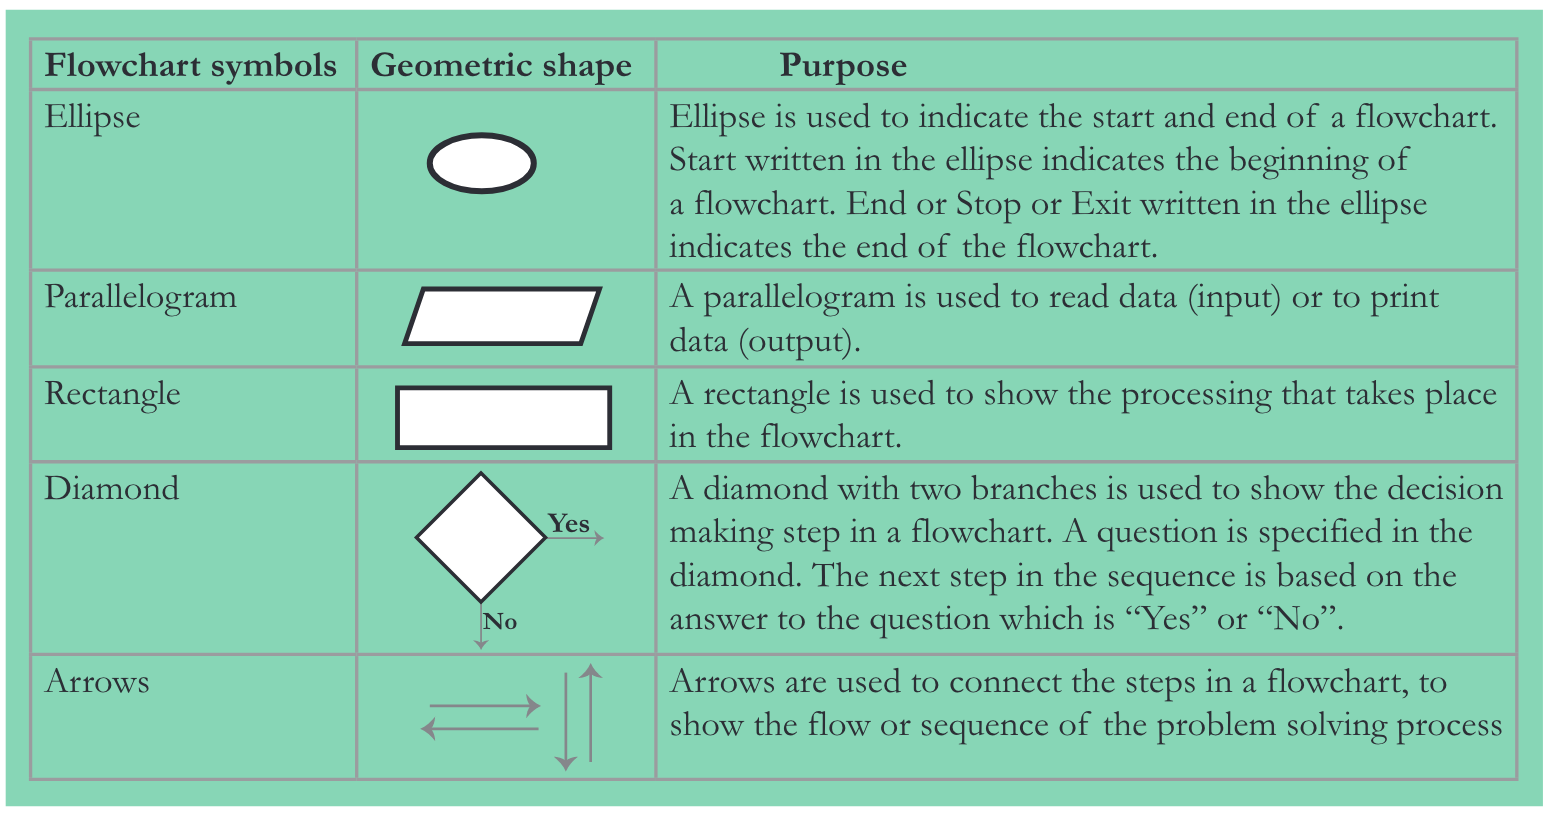 Flowchart symbols Geometric shape Purpose
Ellipse
Ellipse is used to indicate the start and end of a flowchart.
Start written in the ellipse indicates the beginning of
a flowchart. End or Stop or Exit written in the ellipse
indicates the end of the flowchart.
Parallelogram
A parallelogram is used to read data (input) or to print
data (output).
Rectangle
A rectangle is used to show the processing that takes place
in the flowchart.
Diamond
Yes
No
A diamond with two branches is used to show the decision
making step in a flowchart. A question is specified in the
diamond. The next step in the sequence is based on the
answer to the question which is “Yes” or “No”.
Arrows
Arrows are used to connect the steps in a flowchart, to
show the flow or sequence of the problem solving process